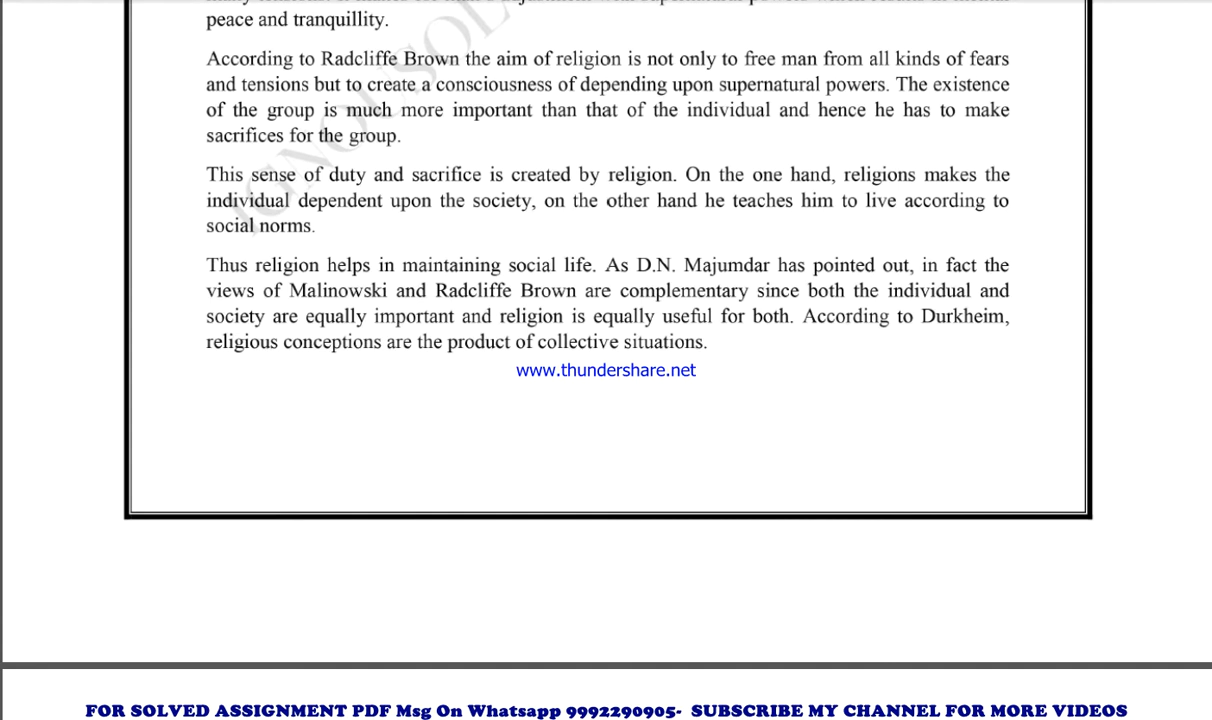 peace and tranquillity.
According to Radcliffe Brown the aim of religion is not only to free man from all kinds of fears
and tensions but to create a consciousness of depending upon supernatural powers. The existence
of the group is much more important than that of the individual and hence he has to make
sacrifices for the group.
This sense of duty and sacrifice is created by religion. On the one hand, religions makes the
individual dependent upon the society, on the other hand he teaches him to live according to
social norms.
Thus religion helps in maintaining social life. As D.N. Majumdar has pointed out, in fact the
views of Malinowski and Radcliffe Brown are complementary since both the individual and
society are equally important and religion is equally useful for both. According to Durkheim,
religious conceptions are the product of collective situations.
www.thundershare.net
IGNOU SOL
FOR SOLVED ASSIGNMENT PDF Msg On Whatsapp 9992290905- SUBSCRIBE MY CHANNEL FOR MORE VIDEOS